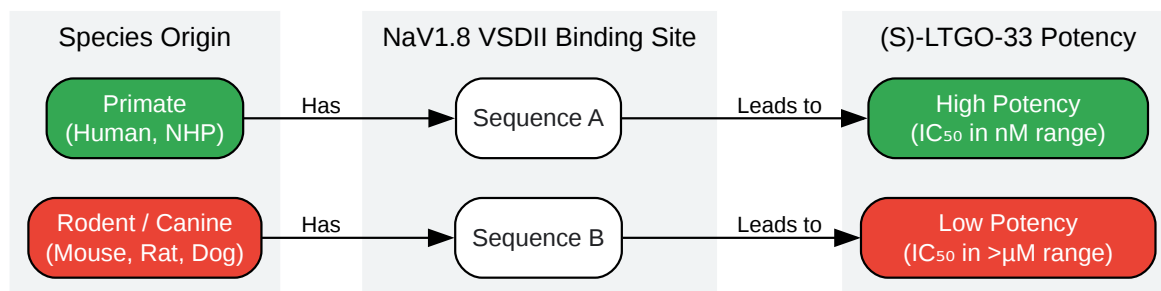 Species Origin
NaV1.8 VSDII Binding Site
(S)-LTGO-33 Potency
Primate
(Human, NHP)
Has
Sequence A
Leads to
High Potency
(IC₅₀ in nM range)
Rodent / Canine
(Mouse, Rat, Dog)
Has
Sequence B
Leads to
Low Potency
(IC₅₀ in >µM range)